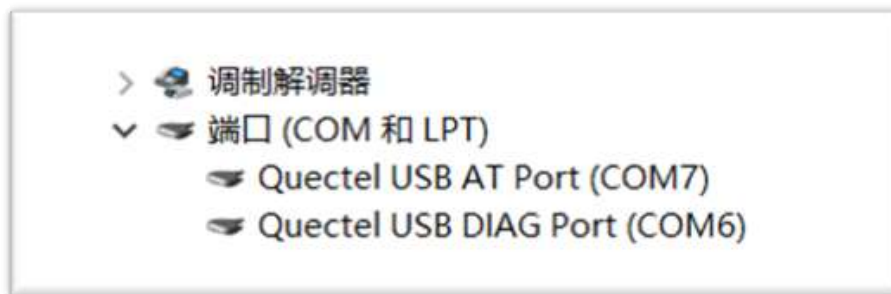 调制解调器
端口 (COM 和 LPT)
Quectel USB AT Port (COM7)
Quectel USB DIAG Port (COM6)